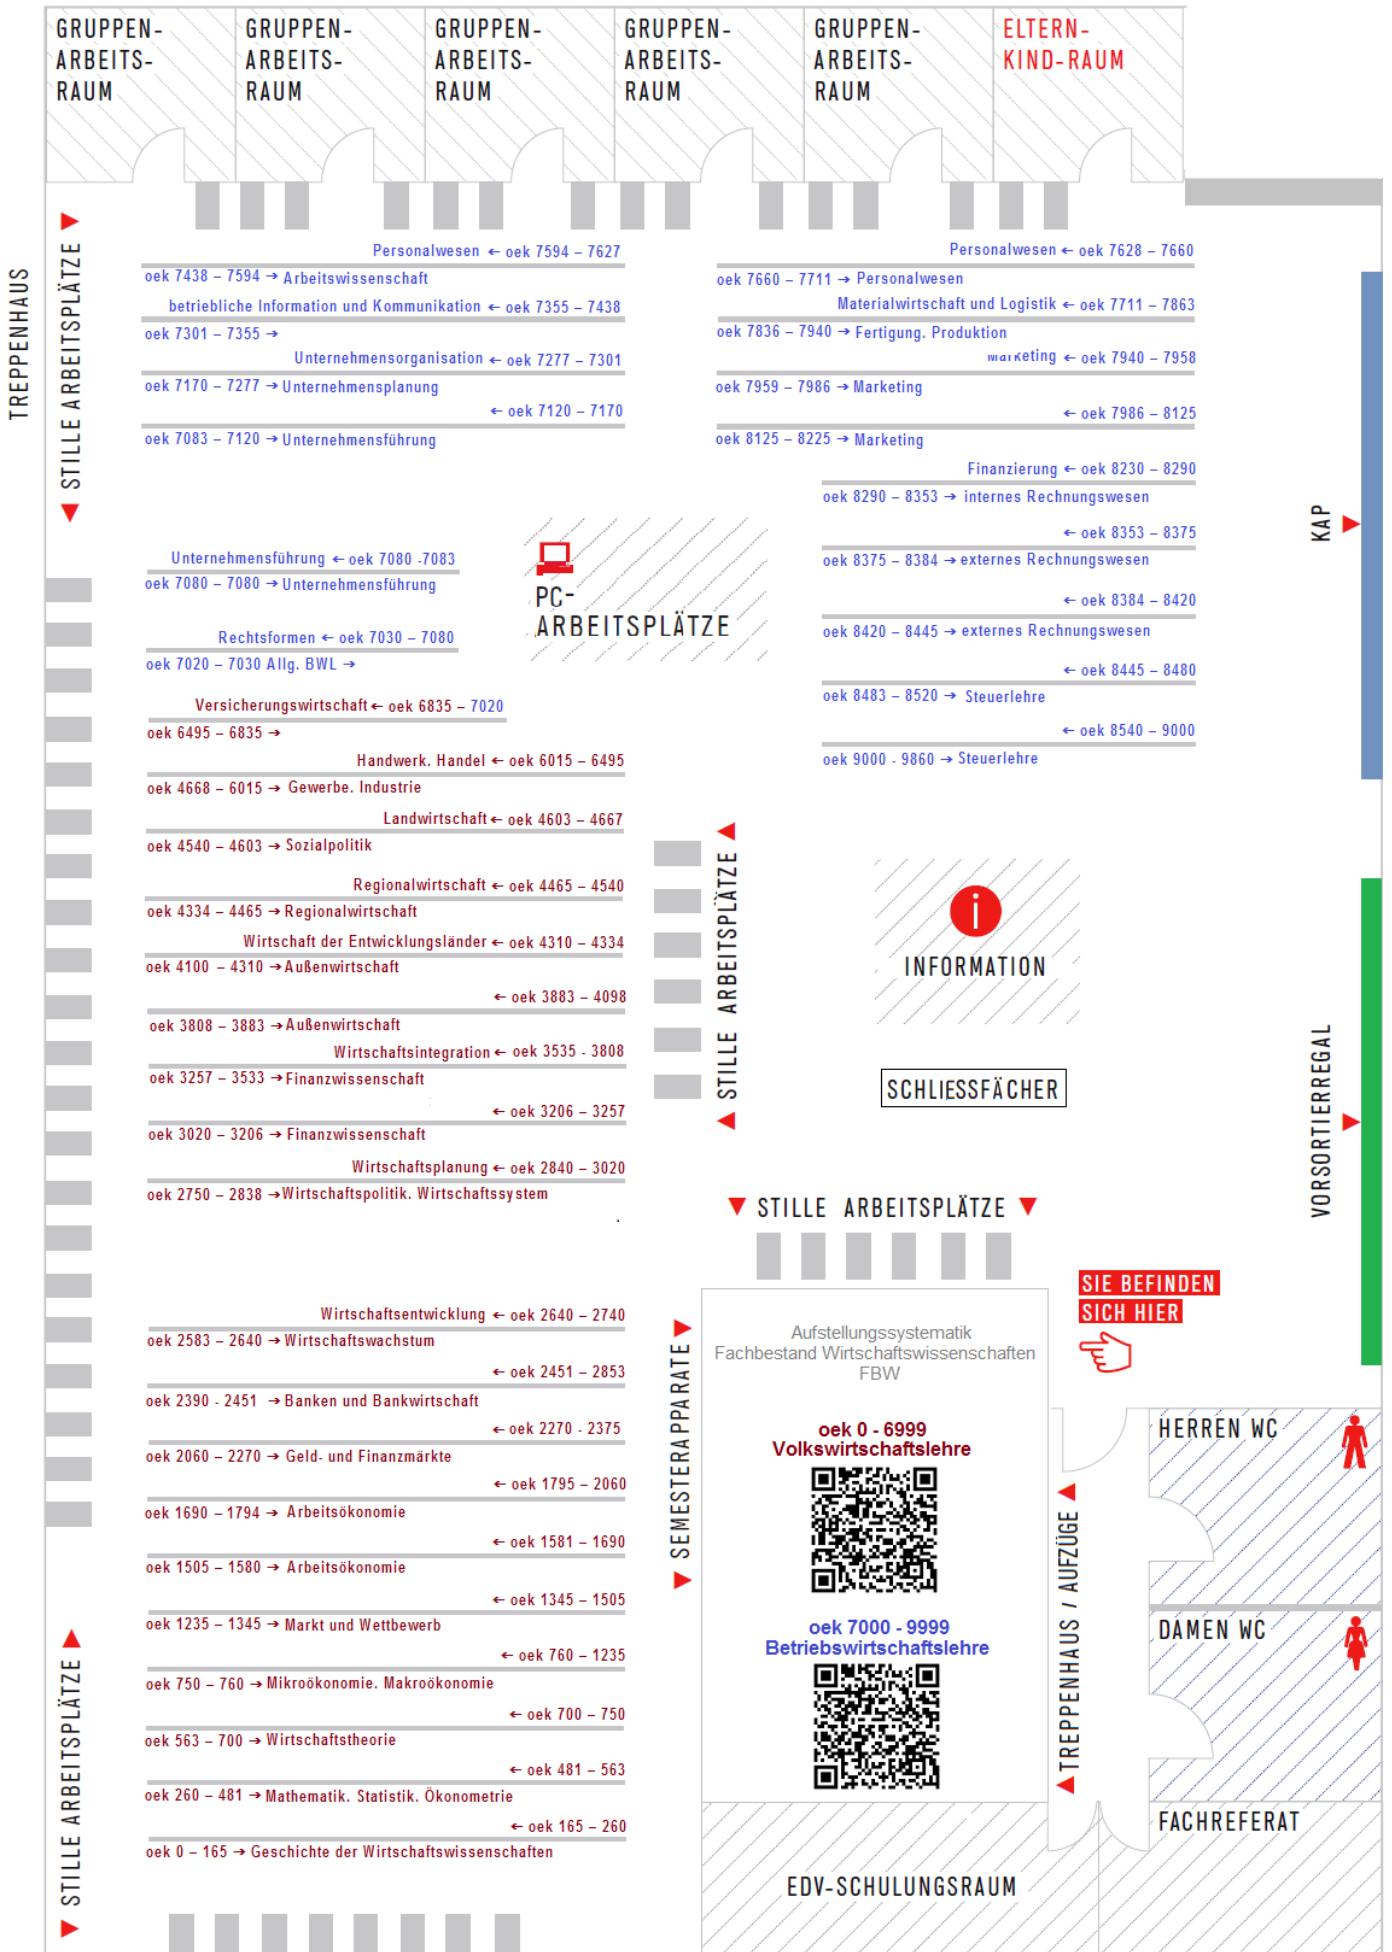 GRUPPEN-
ARBEITS-
RAUM
GRUPPEN-
ARBEITS-
RAUM
GRUPPEN-
ARBEITS-
RAUM
GRUPPEN-
ARBEITS-
RAUM
GRUPPEN-
ARBEITS-
RAUM
ELTERN-
KIND-RAUM
TREPPENHAUS
◄ STILLE ARBEITSPLÄTZE ►
Personalwesen ← oek 7594 – 7627
oek 7438 – 7594 → Arbeitswissenschaft
betriebliche Information und Kommunikation ← oek 7355 – 7438
oek 7301 – 7355 →
Unternehmensorganisation ← oek 7277 – 7301
oek 7170 – 7277 → Unternehmensplanung
← oek 7120 – 7170
oek 7083 – 7120 → Unternehmensführung
Unternehmensführung ← oek 7080 -7083
oek 7080 – 7080 → Unternehmensführung
Rechtsformen ← oek 7030 – 7080
oek 7020 – 7030 Allg. BWL →
Versicherungswirtschaft ← oek 6835 – 7020
oek 6495 – 6835 →
Handwerk. Handel ← oek 6015 – 6495
oek 4668 – 6015 → Gewerbe. Industrie
Landwirtschaft ← oek 4603 – 4667
oek 4540 – 4603 → Sozialpolitik
Regionalwirtschaft ← oek 4465 – 4540
oek 4334 – 4465 → Regionalwirtschaft
Wirtschaft der Entwicklungsländer ← oek 4310 – 4334
oek 4100 – 4310 → Außenwirtschaft
← oek 3883 – 4098
oek 3808 – 3883 → Außenwirtschaft
Wirtschaftsintegration ← oek 3535 - 3808
oek 3257 – 3533 → Finanzwissenschaft
← oek 3206 – 3257
oek 3020 – 3206 → Finanzwissenschaft
Wirtschaftsplanung ← oek 2840 – 3020
oek 2750 – 2838 → Wirtschaftspolitik. Wirtschaftssystem
Wirtschaftsentwicklung ← oek 2640 – 2740
oek 2583 – 2640 → Wirtschaftswachstum
← oek 2451 – 2853
oek 2390 - 2451 → Banken und Bankwirtschaft
← oek 2270 - 2375
oek 2060 – 2270 → Geld- und Finanzmärkte
← oek 1795 – 2060
oek 1690 – 1794 → Arbeitsökonomie
← oek 1581 – 1690
oek 1505 – 1580 → Arbeitsökonomie
← oek 1345 – 1505
oek 1235 – 1345 → Markt und Wettbewerb
← oek 760 – 1235
oek 750 – 760 → Mikroökonomie. Makroökonomie
← oek 700 – 750
oek 563 – 700 → Wirtschaftstheorie
← oek 481 – 563
oek 260 – 481 → Mathematik. Statistik. Ökonometrie
← oek 165 – 260
oek 0 – 165 → Geschichte der Wirtschaftswissenschaften
◄ STILLE ARBEITSPLÄTZE ►
Personalwesen ← oek 7628 – 7660
oek 7660 – 7711 → Personalwesen
Materialwirtschaft und Logistik ← oek 7711 – 7863
oek 7836 – 7940 → Fertigung. Produktion
Marketing ← oek 7940 – 7958
oek 7959 – 7986 → Marketing
← oek 7986 – 8125
oek 8125 – 8225 → Marketing
Finanzierung ← oek 8230 – 8290
oek 8290 – 8353 → internes Rechnungswesen
← oek 8353 – 8375
oek 8375 – 8384 → externes Rechnungswesen
← oek 8384 – 8420
oek 8420 – 8445 → externes Rechnungswesen
← oek 8445 – 8480
oek 8483 – 8520 → Steuerlehre
← oek 8540 – 9000
oek 9000 - 9860 → Steuerlehre
PC-
ARBEITSPLÄTZE
KAP
STILLE ARBEITSPLÄTZE
i
INFORMATION
SCHLIESSFÄCHER
VORSORTIERREGAL
▼ STILLE ARBEITSPLÄTZE ▼
SIE BEFINDEN
SICH HIER
SEMESTERAPPARATE
Aufstellungssystematik
Fachbestand Wirtschaftswissenschaften
FBW
oek 0 - 6999
Volkswirtschaftslehre
oek 7000 - 9999
Betriebswirtschaftslehre
TREPPENHAUS / AUFZÜGE
HERREN WC
DAMEN WC
FACHREFERAT
EDV-SCHULUNGSRAUM